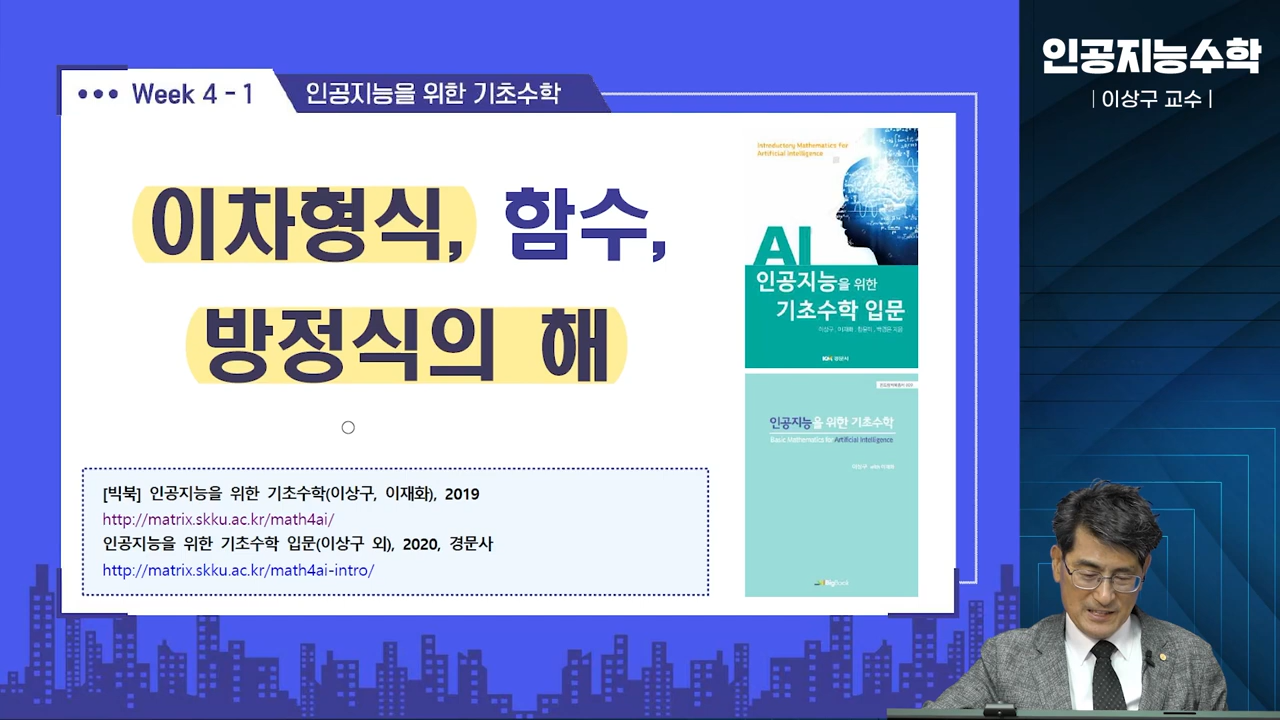 인공지능수학
| 이상구 교수 |
Week 4 - 1
인공지능을 위한 기초수학
이차형식, 함수,
방정식의 해
[빅북] 인공지능을 위한 기초수학(이상구, 이재화), 2019
http://matrix.skku.ac.kr/math4ai/
인공지능을 위한 기초수학 입문(이상구 외), 2020, 경문사
http://matrix.skku.ac.kr/math4ai-intro/
Introductory Mathematics for
Artificial Intelligence
AI
인공지능을 위한
기초수학 입문
경문사
인공지능을 위한 기초수학
Basic Mathematics for Artificial Intelligence
BigBook